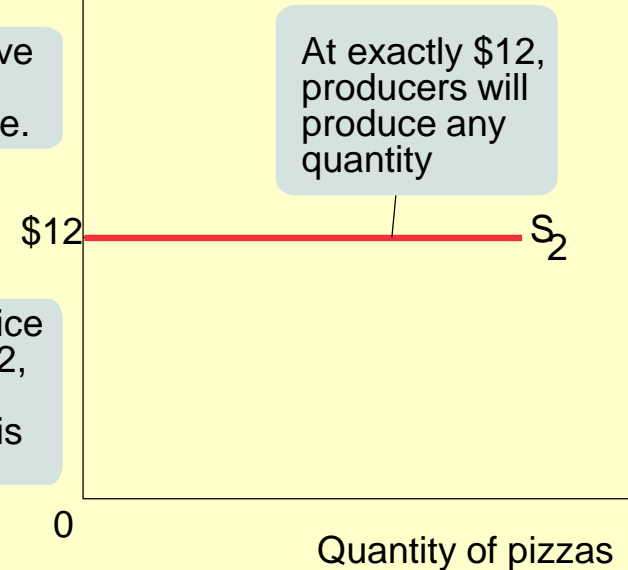 ve
e.
At exactly $12,
producers will
produce any
quantity
$12
S2
ice
2,
is
0
Quantity of pizzas